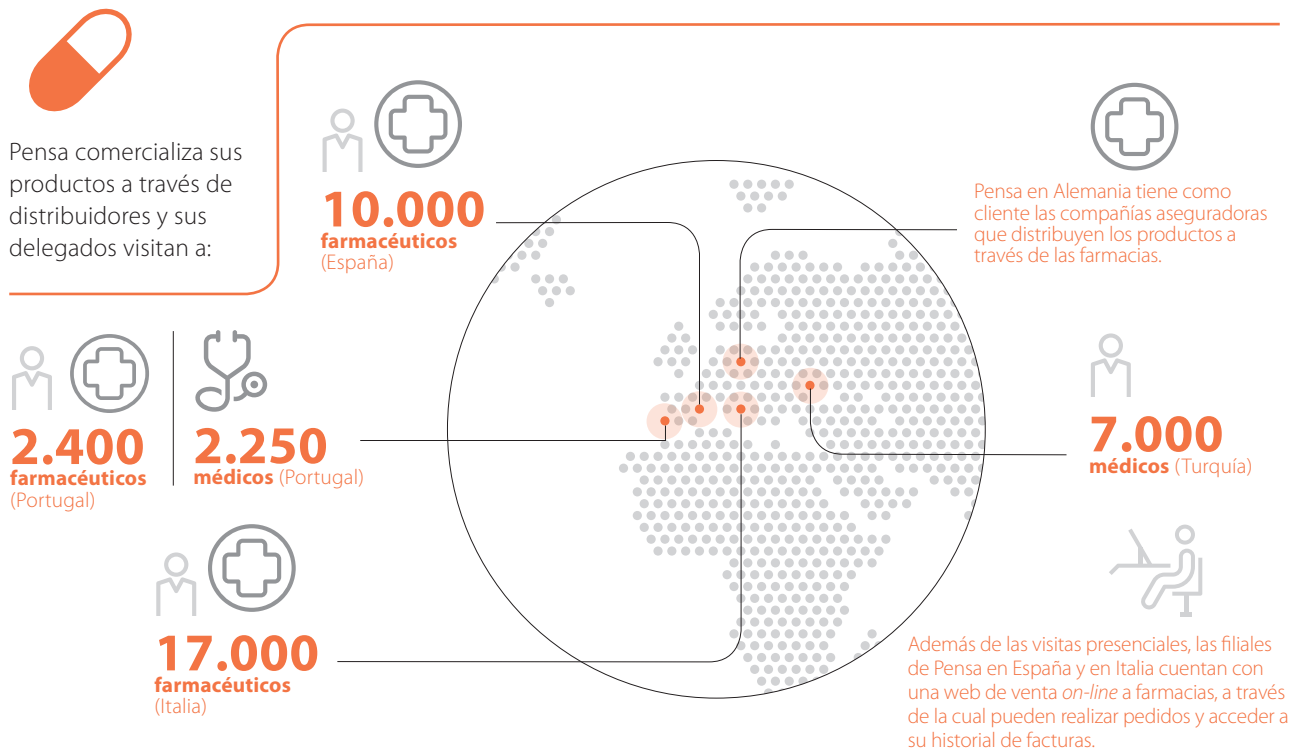 Pensa comercializa sus
productos a través de
distribuidores y sus
delegados visitan a:
10.000
farmacéuticos
(España)
Pensa en Alemania tiene como
cliente las compañías aseguradoras
que distribuyen los productos a
través de las farmacias.
2.400
farmacéuticos
(Portugal)
2.250
médicos (Portugal)
7.000
médicos (Turquía)
17.000
farmacéuticos
(Italia)
Además de las visitas presenciales, las filiales
de Pensa en España y en Italia cuentan con
una web de venta on-line a farmacias, a través
de la cual pueden realizar pedidos y acceder a
su historial de facturas.